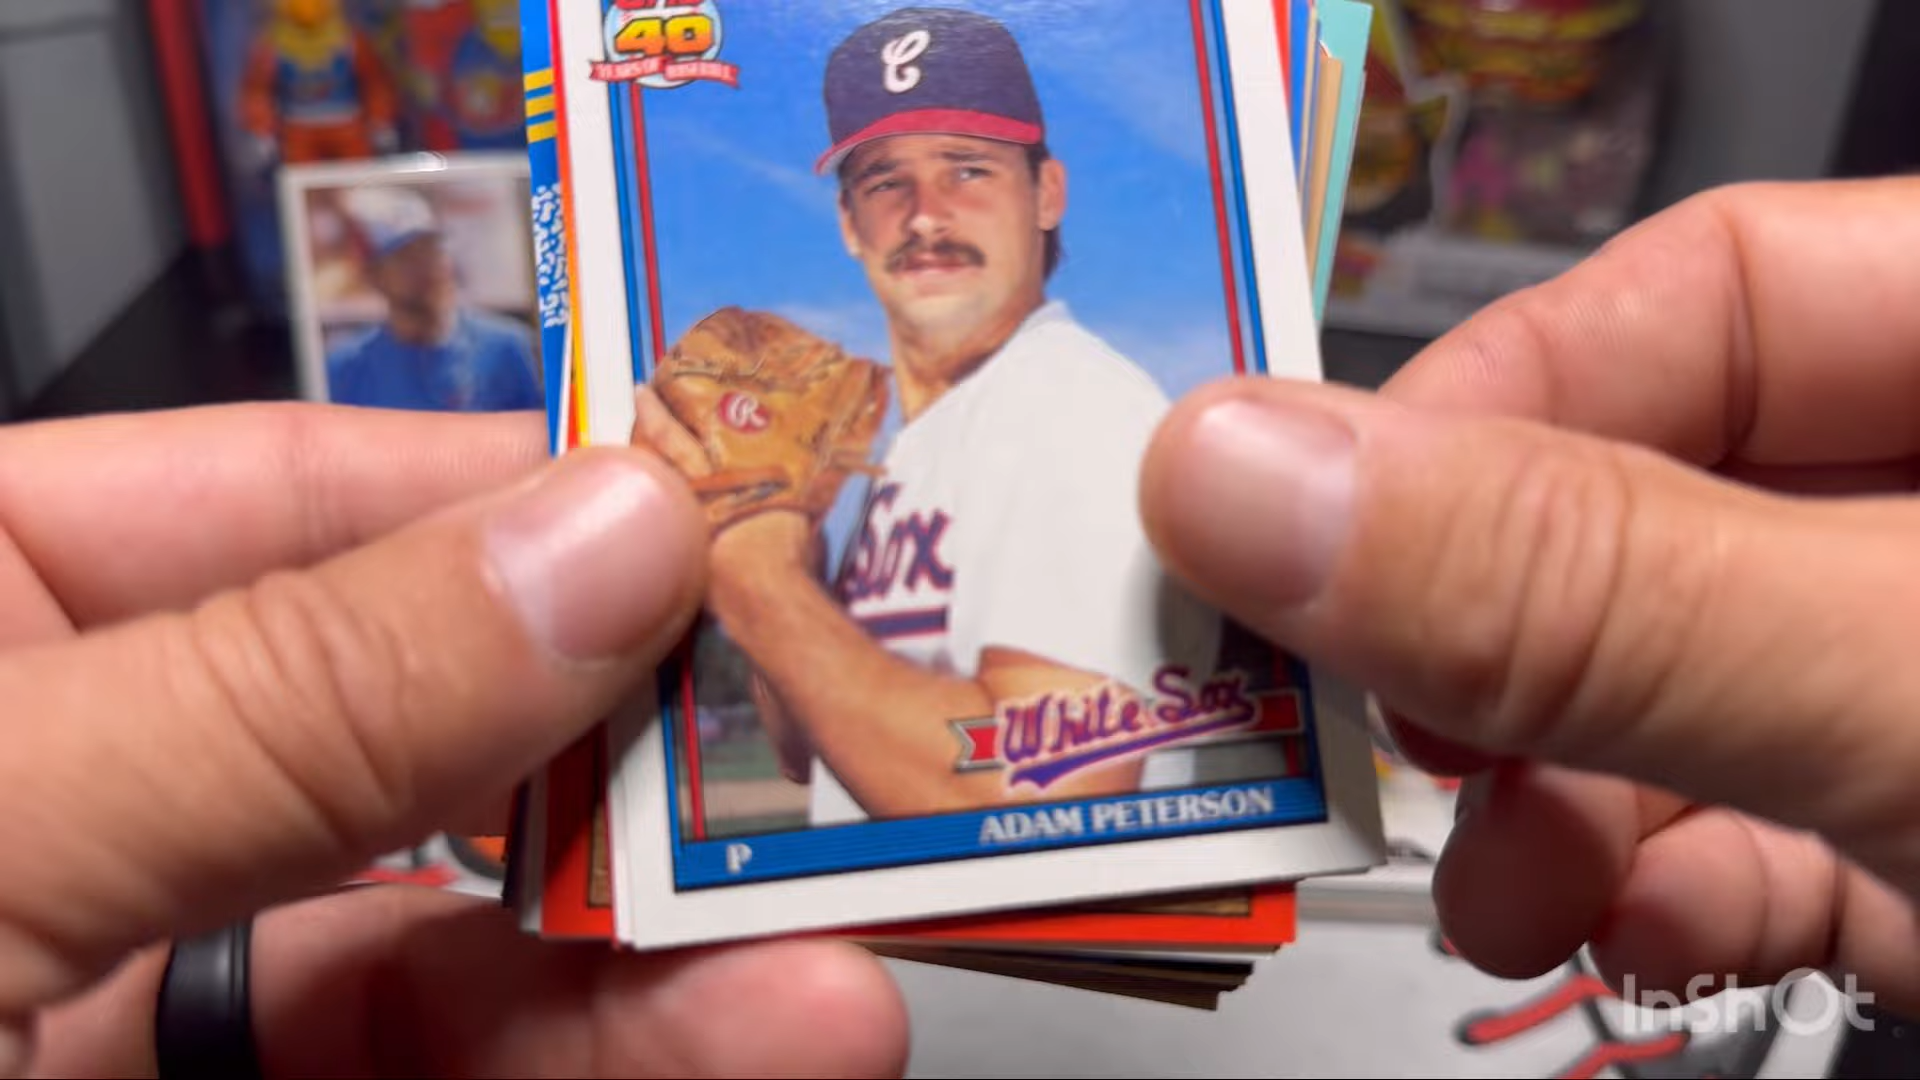 40
YEARS OF BASEBALL
C
R
Sox
White Sox
ADAM PETERSON
P
InShOt